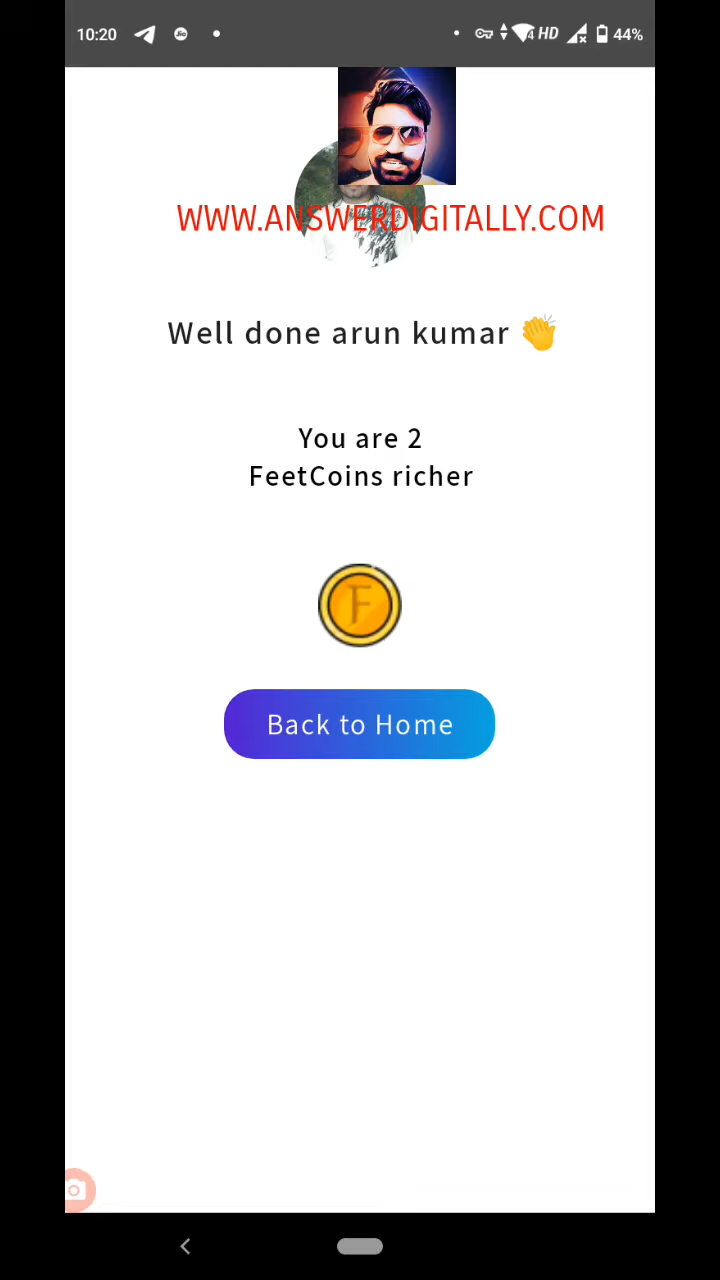 10:20
HD
44%
WWW.ANSWERDIGITALLY.COM
Well done arun kumar 👏
You are 2
FeetCoins richer
F
Back to Home